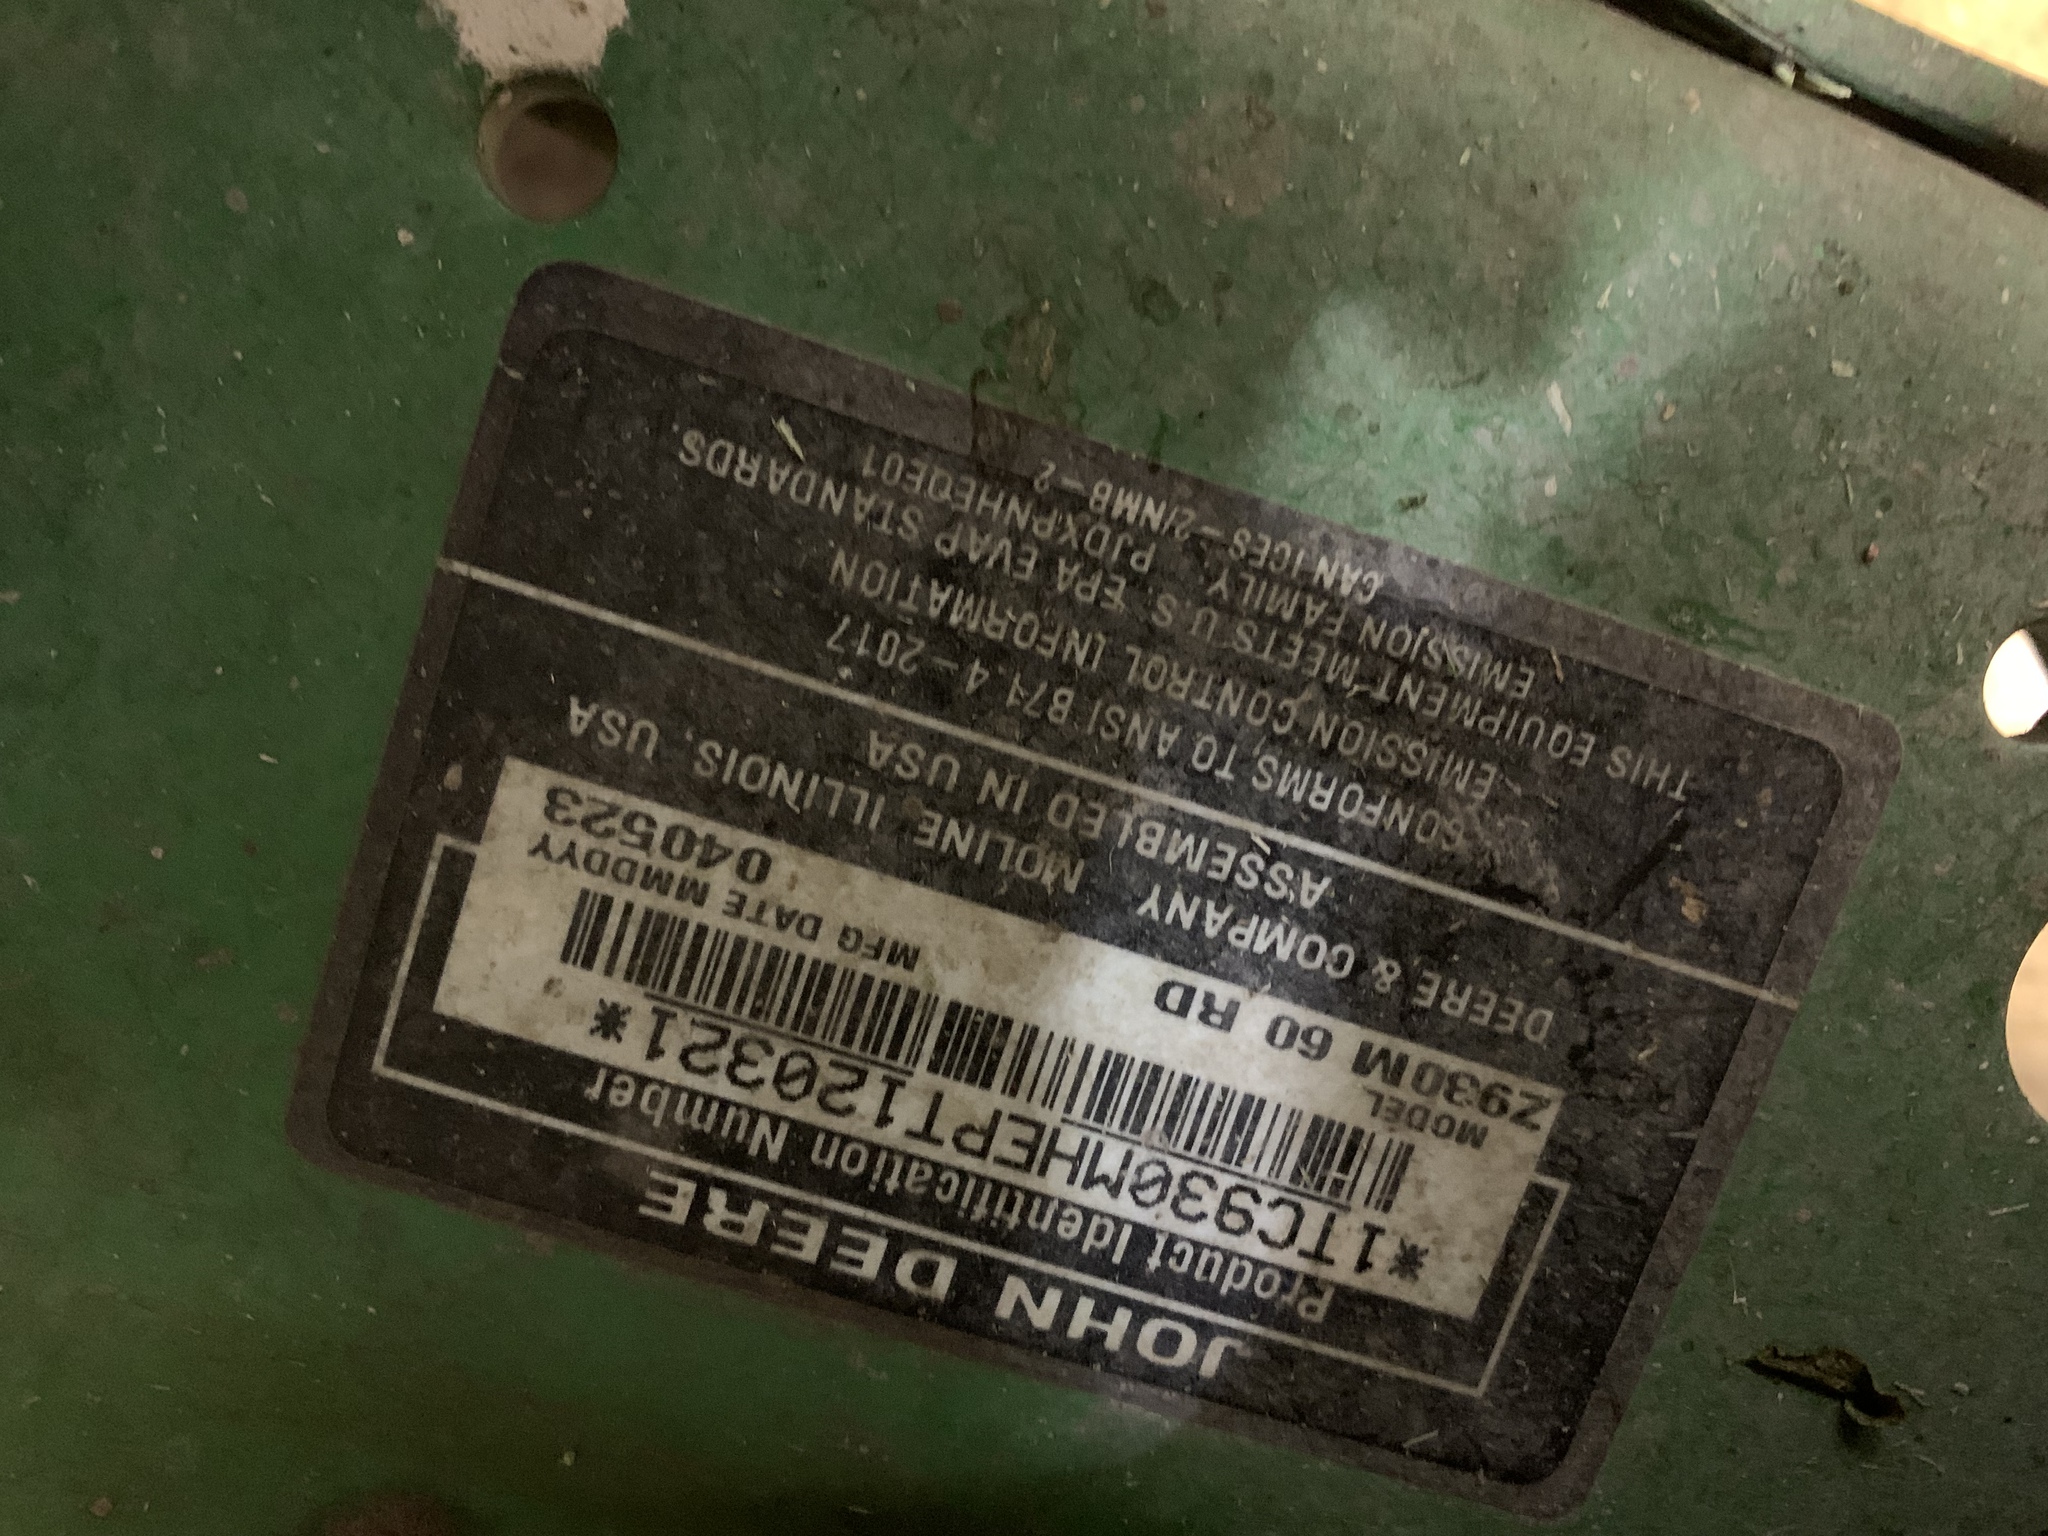 JOHN DEERE
Product Identification Number
*1TC930MHEPT120321*
MODEL
MFG DATE MMDDYY
Z930M 60 RD
040523
DEERE & COMPANY MOLINE, ILLINOIS, USA
ASSEMBLED IN USA
CONFORMS TO ANSI B71.4-2017
EMISSION CONTROL INFORMATION
THIS EQUIPMENT MEETS U.S. EPA EVAP STANDARDS.
EMISSION FAMILY PJDXPNHEQE01
CAN ICES-2/NMB-2